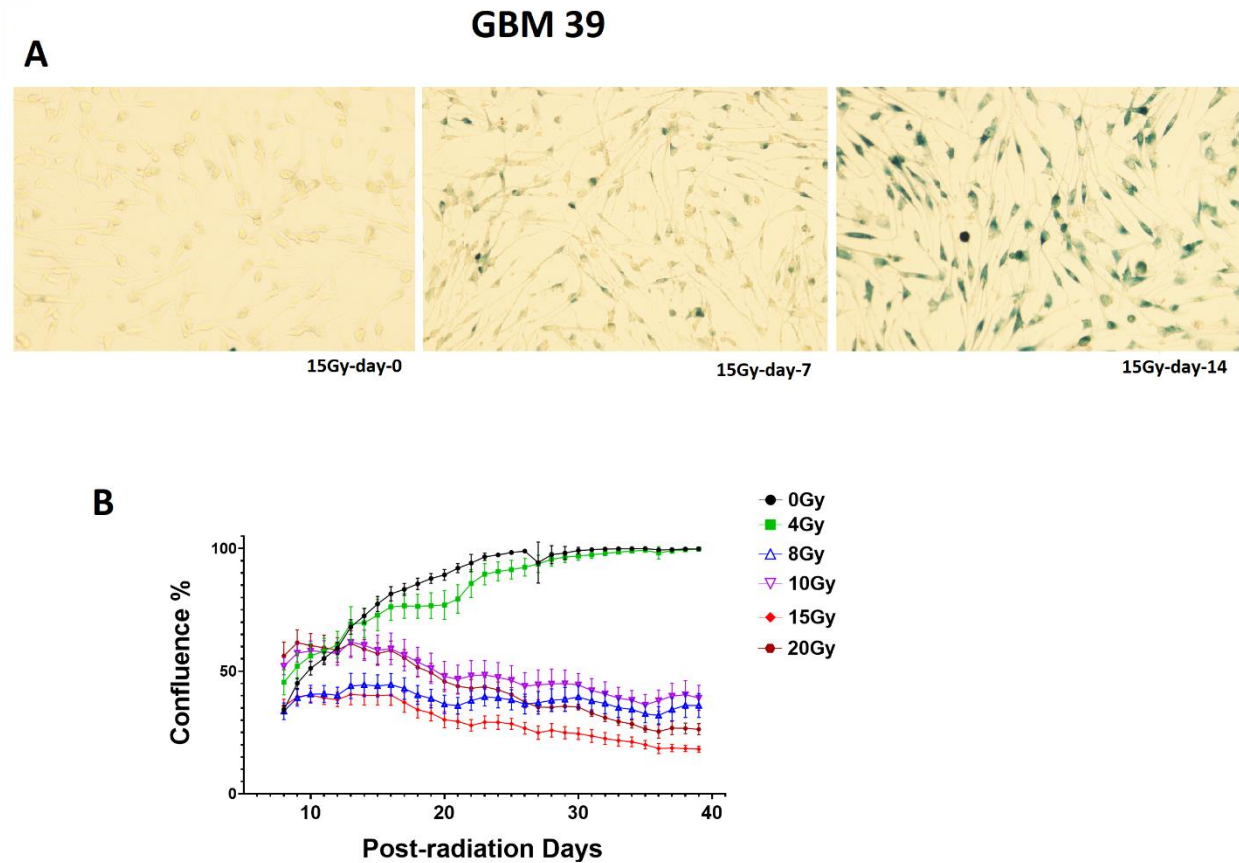 GBM 39
A
15Gy-day-0
15Gy-day-7
15Gy-day-14
B
0Gy
4Gy
8Gy
10Gy
15Gy
20Gy
100
50
0
Confluence %
10
20
30
40
Post-radiation Days